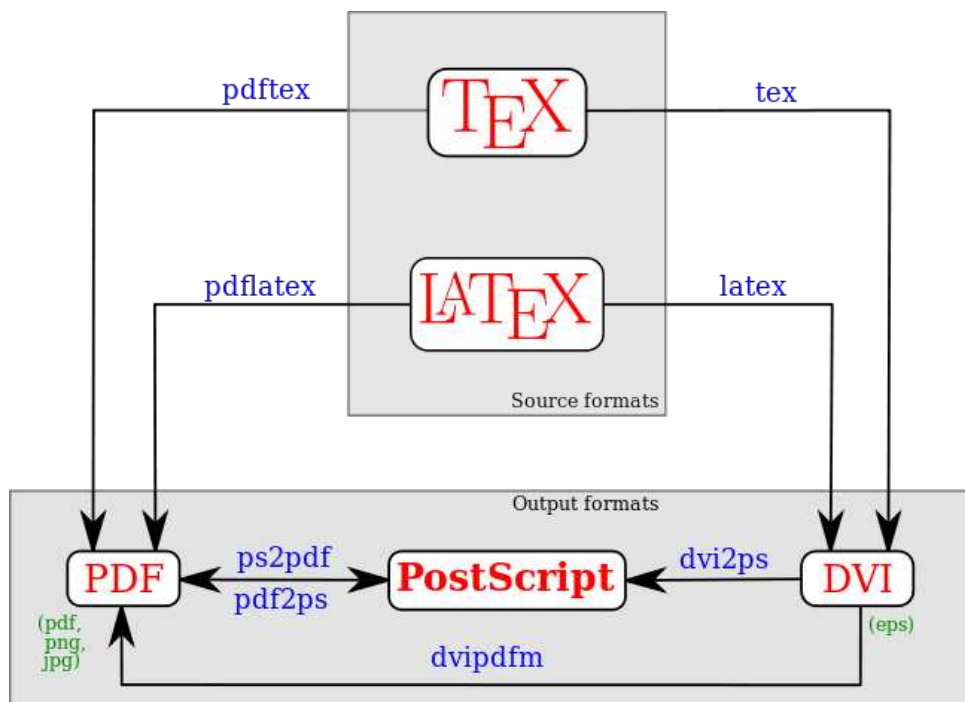 pdftex
TEX
tex
pdflatex
LATEX
latex
Source formats
Output formats
PDF
ps2pdf
pdf2ps
PostScript
dvi2ps
DVI
(pdf,
png,
jpg)
(eps)
dvipdfm